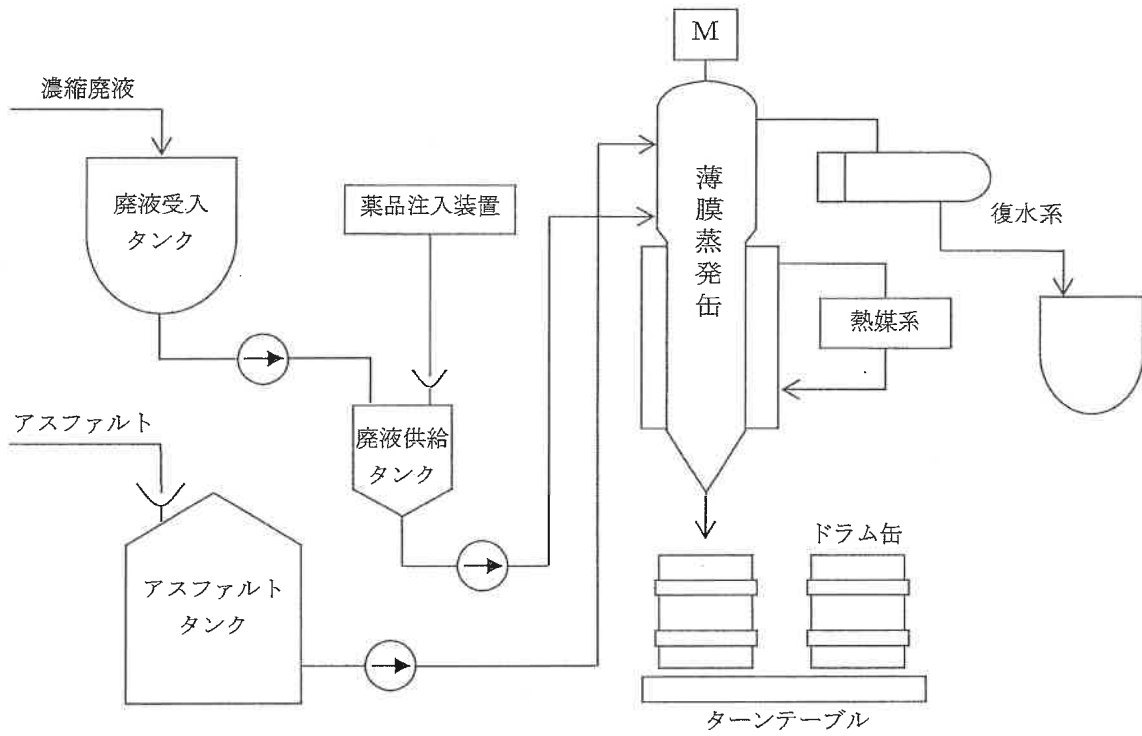 M
濃縮廃液
廃液受入
タンク
薬品注入装置
薄膜蒸発缶
復水系
熱媒系
アスファルト
廃液供給
タンク
アスファルト
タンク
ドラム缶
ターンテーブル